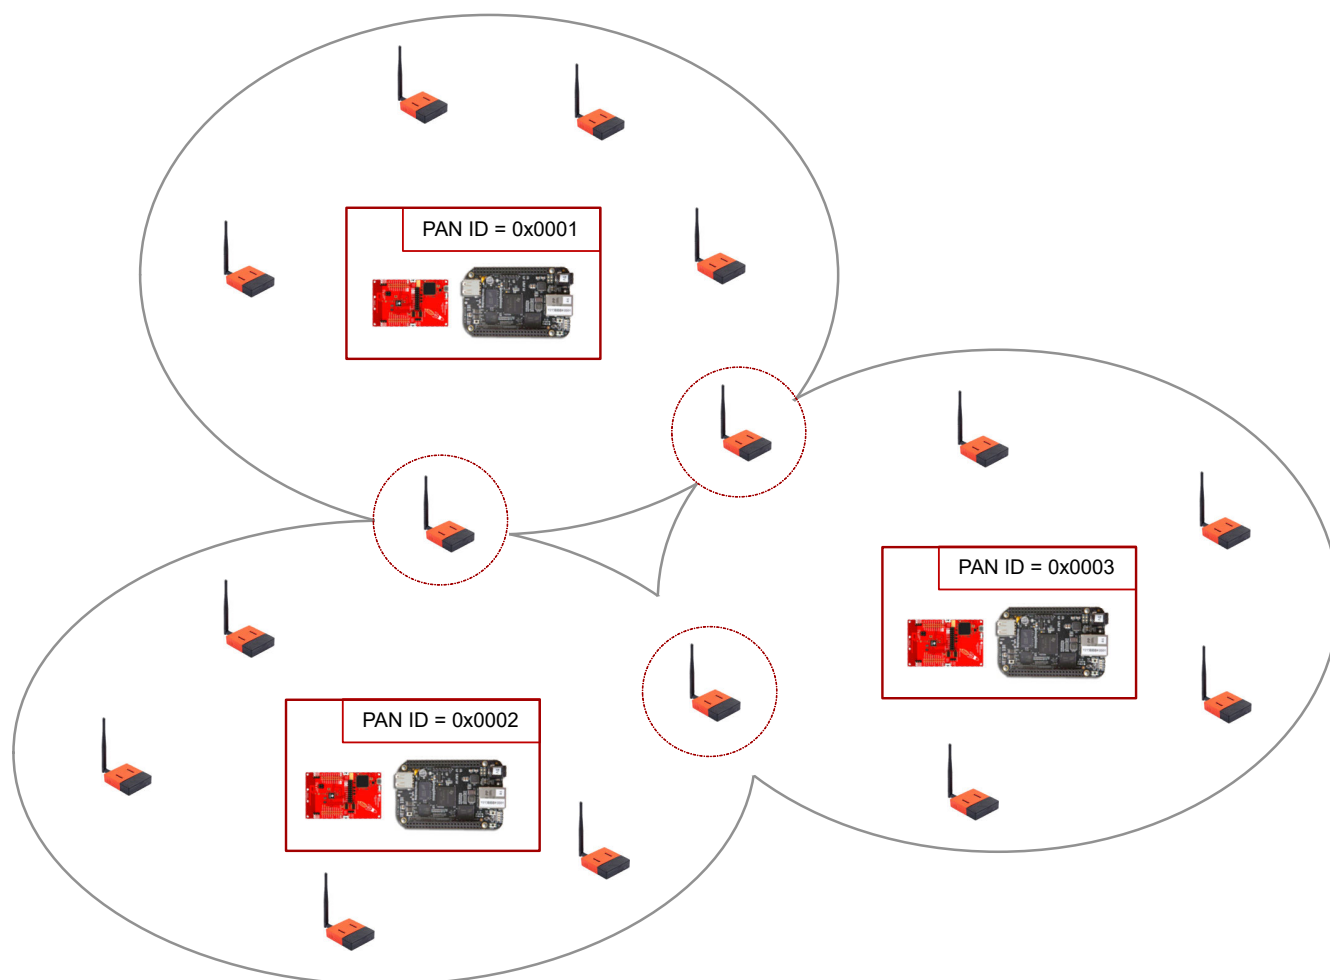 PAN ID = 0x0001
PAN ID = 0x0003
PAN ID = 0x0002